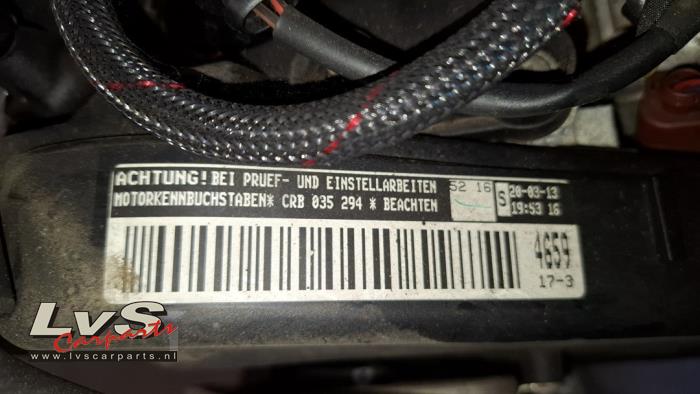 ACHTUNG! BEI PRUEF- UND EINSTELLARBEITEN
MOTORKENNBUCHSTABEN* CRB 035 294 * BEACHTEN
52 16
S
20-03-13
19:53 16
4659
17-3
LvS
Carparts
www.lvscarparts.nl